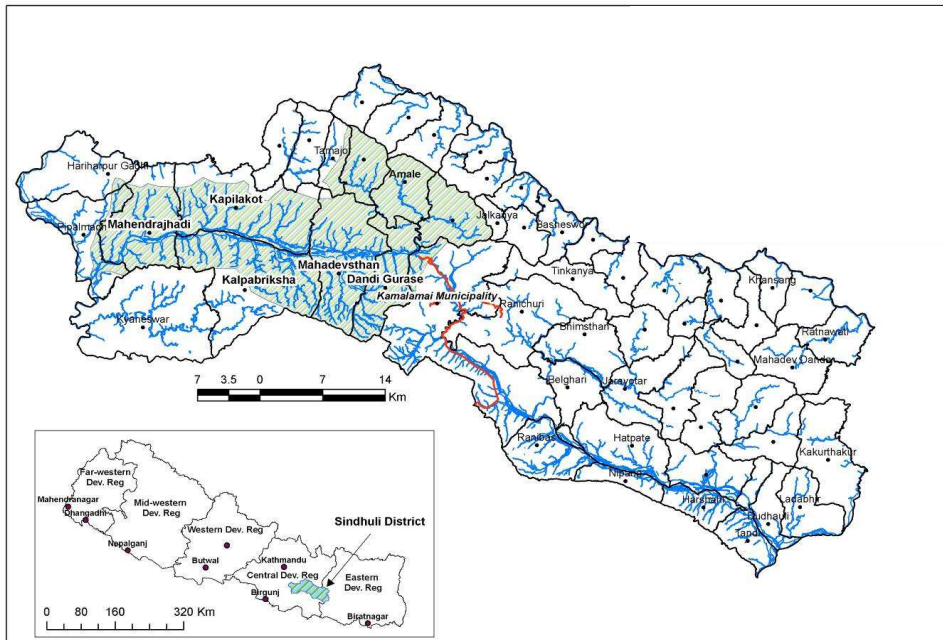 Tamajor
Hariharpur Gadhi
Amale
Kapilakot
Jalkanya
Pipalmadi
Mahendrajhadi
Basheswor
Mahadevsthan
Tinkanya
Khansang
Kalpabriksha
Dandi Gurase
Kamalamai Municipality
Ranichuri
Kyaneswar
Bhimsthan
Ratnawati
Mahadev Danda
7 3.5 0 7 14
Km
Belghari
Jarayotar
Ranibas
Hatpate
Kakurthakur
Nipane
Harsahi
Ladabhir
Dudhauli
Tandi
Far-western
Dev. Reg
Mid-western
Dev. Reg
Mahendranagar
Dhangadhi
Western Dev. Reg
Sindhuli District
Nepalganj
Butwal
Kathmandu
Central Dev. Reg
Eastern
Dev. Reg
Birgunj
Biratnagar
0 80 160 320 Km